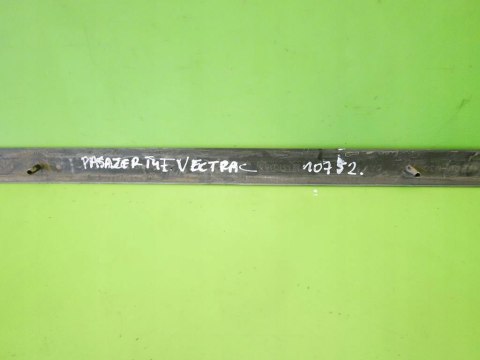 PASAZER TYŁ VECTRA C 10752.